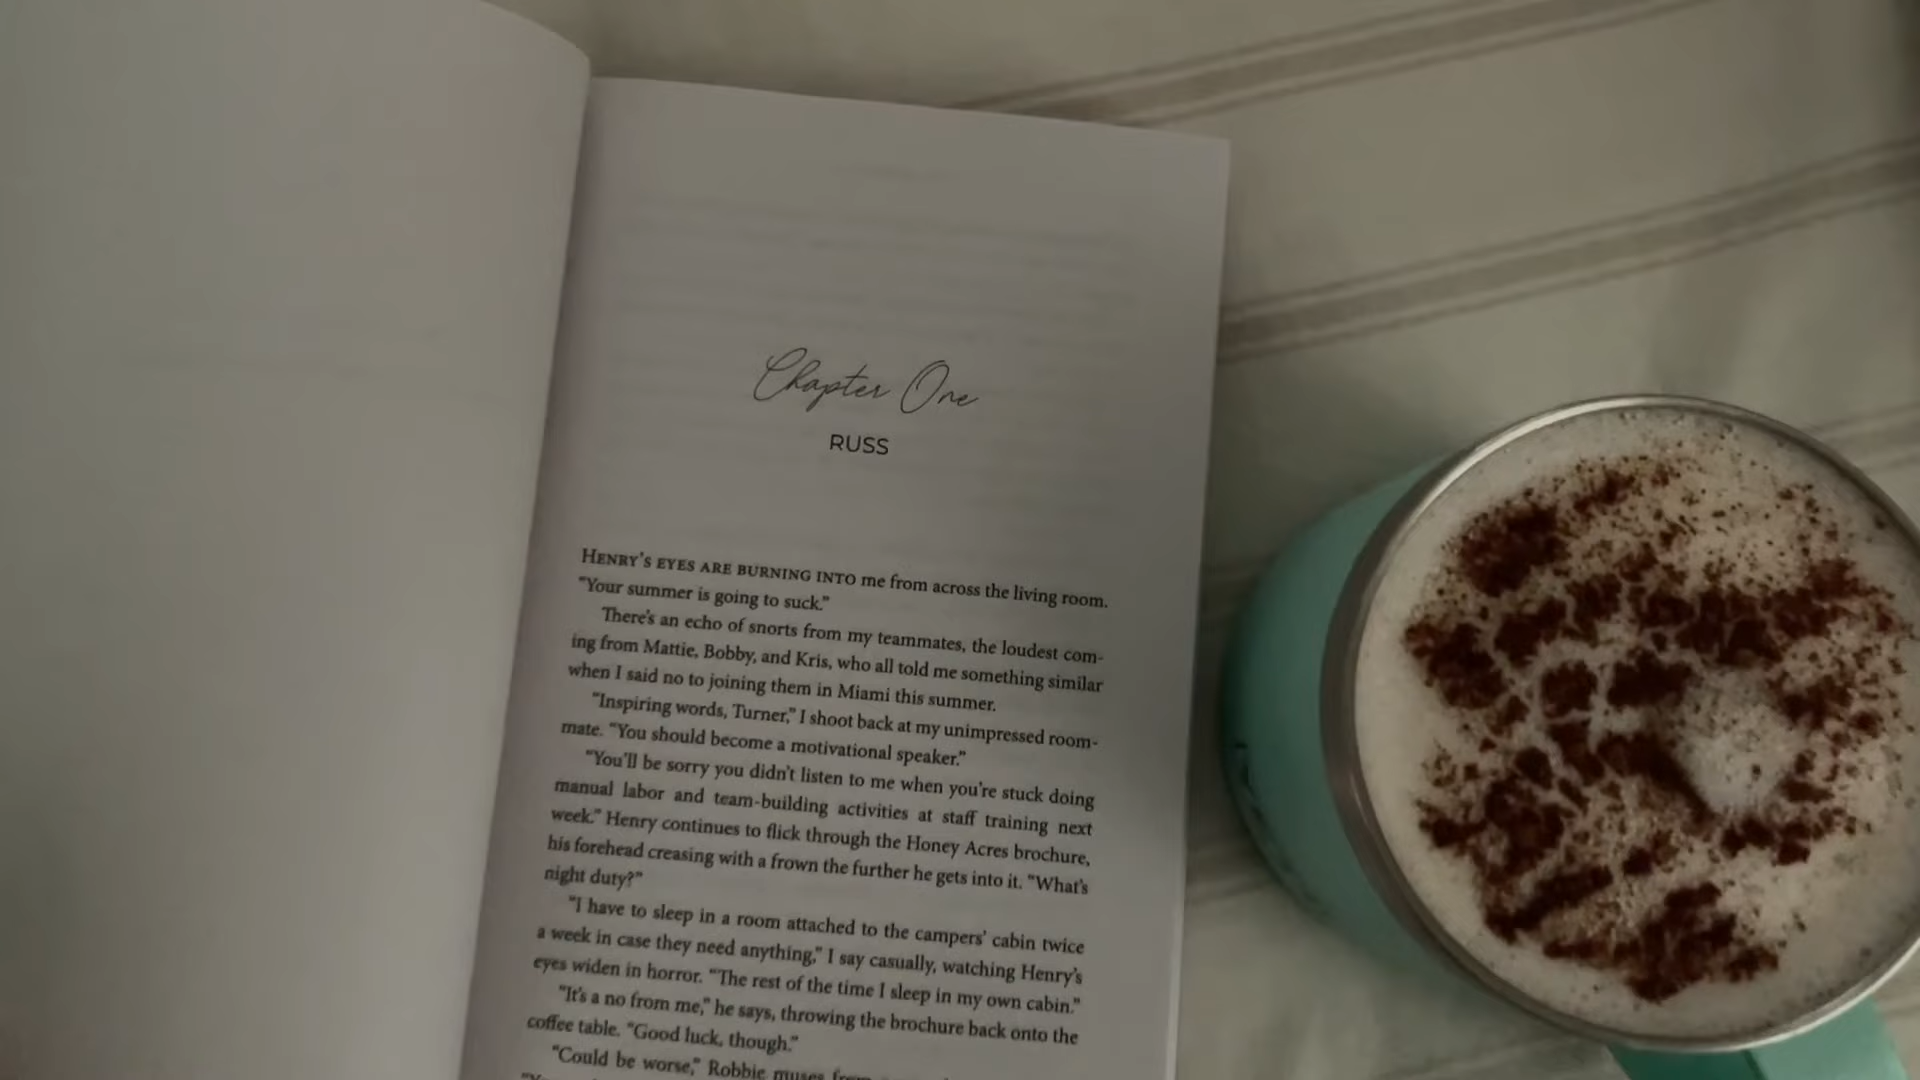 Chapter One
RUSS
HENRY'S EYES ARE BURNING INTO me from across the living room.
“Your summer is going to suck.”
There's an echo of snorts from my teammates, the loudest com-
ing from Mattie, Bobby, and Kris, who all told me something similar
when I said no to joining them in Miami this summer.
“Inspiring words, Turner,” I shoot back at my unimpressed room-
mate. “You should become a motivational speaker.”
“You'll be sorry you didn't listen to me when you're stuck doing
manual labor and team-building activities at staff training next
week.” Henry continues to flick through the Honey Acres brochure,
his forehead creasing with a frown the further he gets into it. “What's
night duty?”
“I have to sleep in a room attached to the campers' cabin twice
a week in case they need anything,” I say casually, watching Henry's
eyes widen in horror. “The rest of the time I sleep in my own cabin.”
“It's a no from me,” he says, throwing the brochure back onto the
coffee table. “Good luck, though.”
“Could be worse,” Robbie muses from